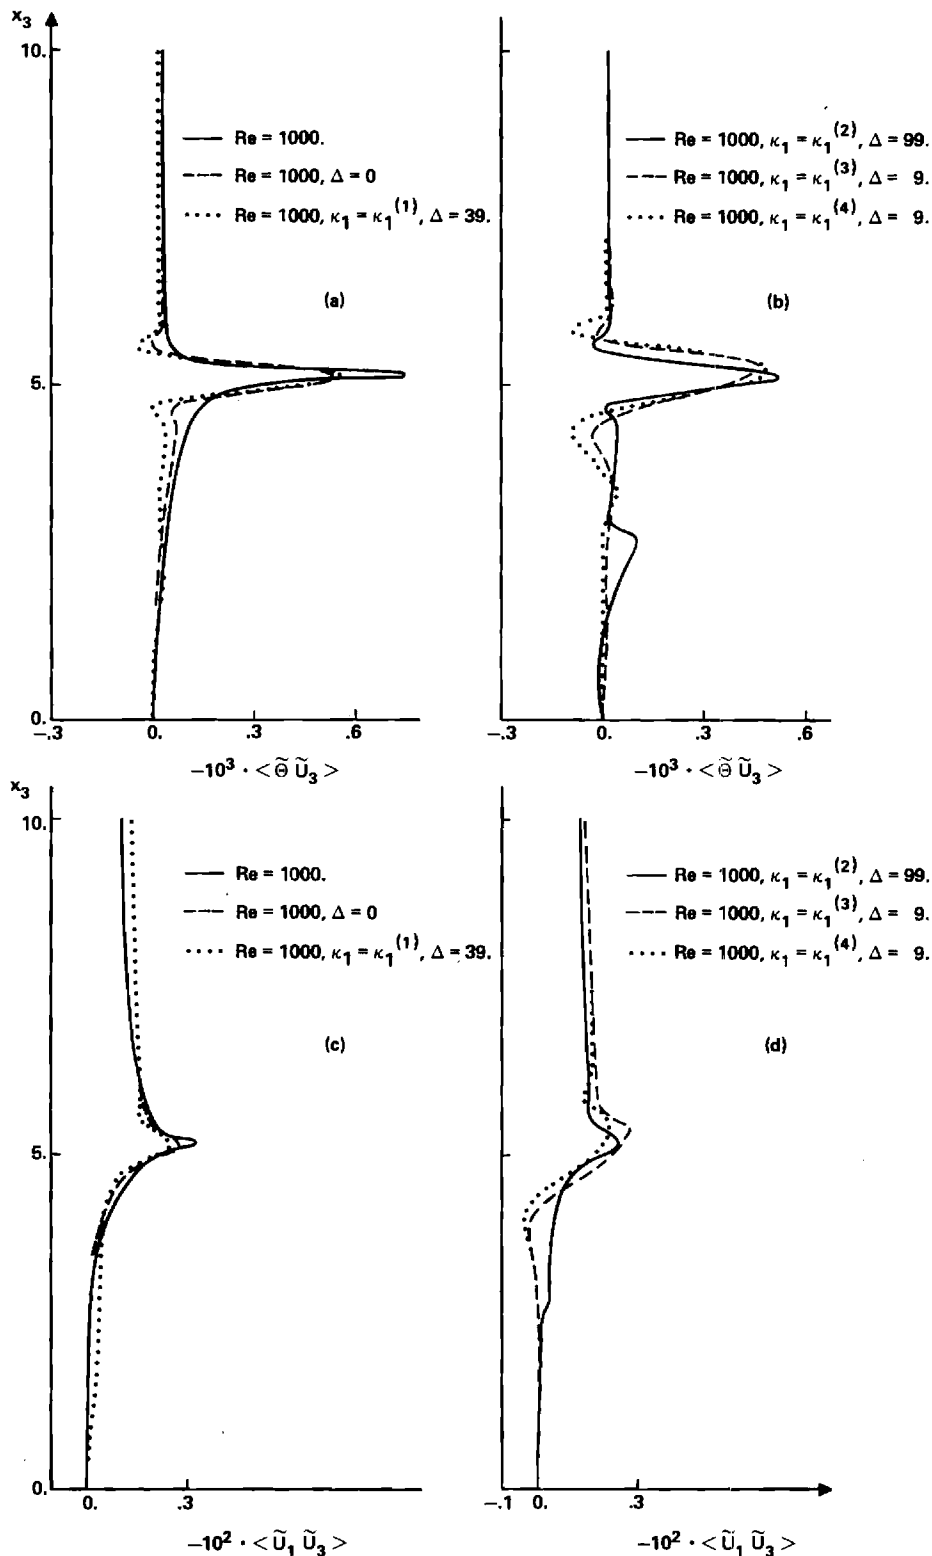 x₃
10.
5.
0.
Re = 1000.
Re = 1000, Δ = 0
Re = 1000, κ₁ = κ₁⁽¹⁾, Δ = 39.
(a)
−.3 0. .3 .6
−10³ · < Θ̃ Ũ₃ >
Re = 1000, κ₁ = κ₁⁽²⁾, Δ = 99.
Re = 1000, κ₁ = κ₁⁽³⁾, Δ = 9.
Re = 1000, κ₁ = κ₁⁽⁴⁾, Δ = 9.
(b)
−.3 0. .3 .6
−10³ · < Θ̃ Ũ₃ >
x₃
10.
5.
0.
Re = 1000.
Re = 1000, Δ = 0
Re = 1000, κ₁ = κ₁⁽¹⁾, Δ = 39.
(c)
0. .3
−10² · < Ũ₁ Ũ₃ >
Re = 1000, κ₁ = κ₁⁽²⁾, Δ = 99.
Re = 1000, κ₁ = κ₁⁽³⁾, Δ = 9.
Re = 1000, κ₁ = κ₁⁽⁴⁾, Δ = 9.
(d)
−.1 0. .3
−10² · < Ũ₁ Ũ₃ >